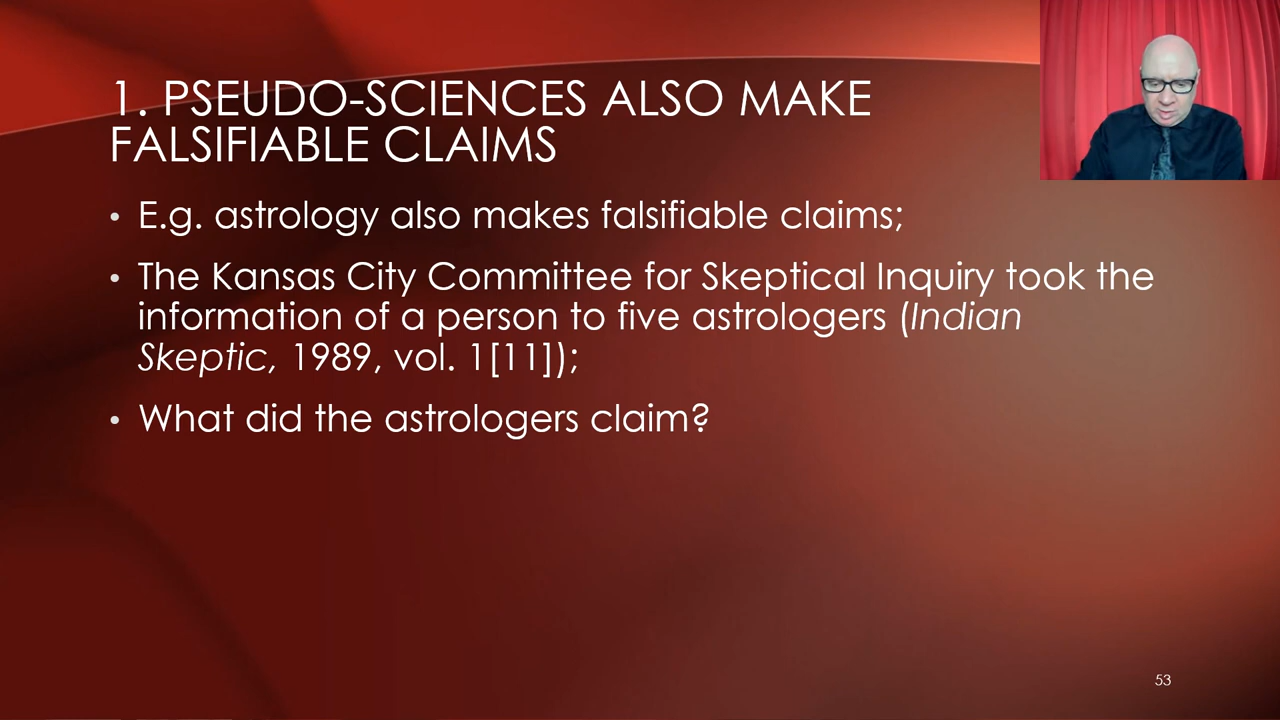 1. PSEUDO-SCIENCES ALSO MAKE
FALSIFIABLE CLAIMS
• E.g. astrology also makes falsifiable claims;
• The Kansas City Committee for Skeptical Inquiry took the
information of a person to five astrologers (Indian
Skeptic, 1989, vol. 1[11]);
• What did the astrologers claim?
53